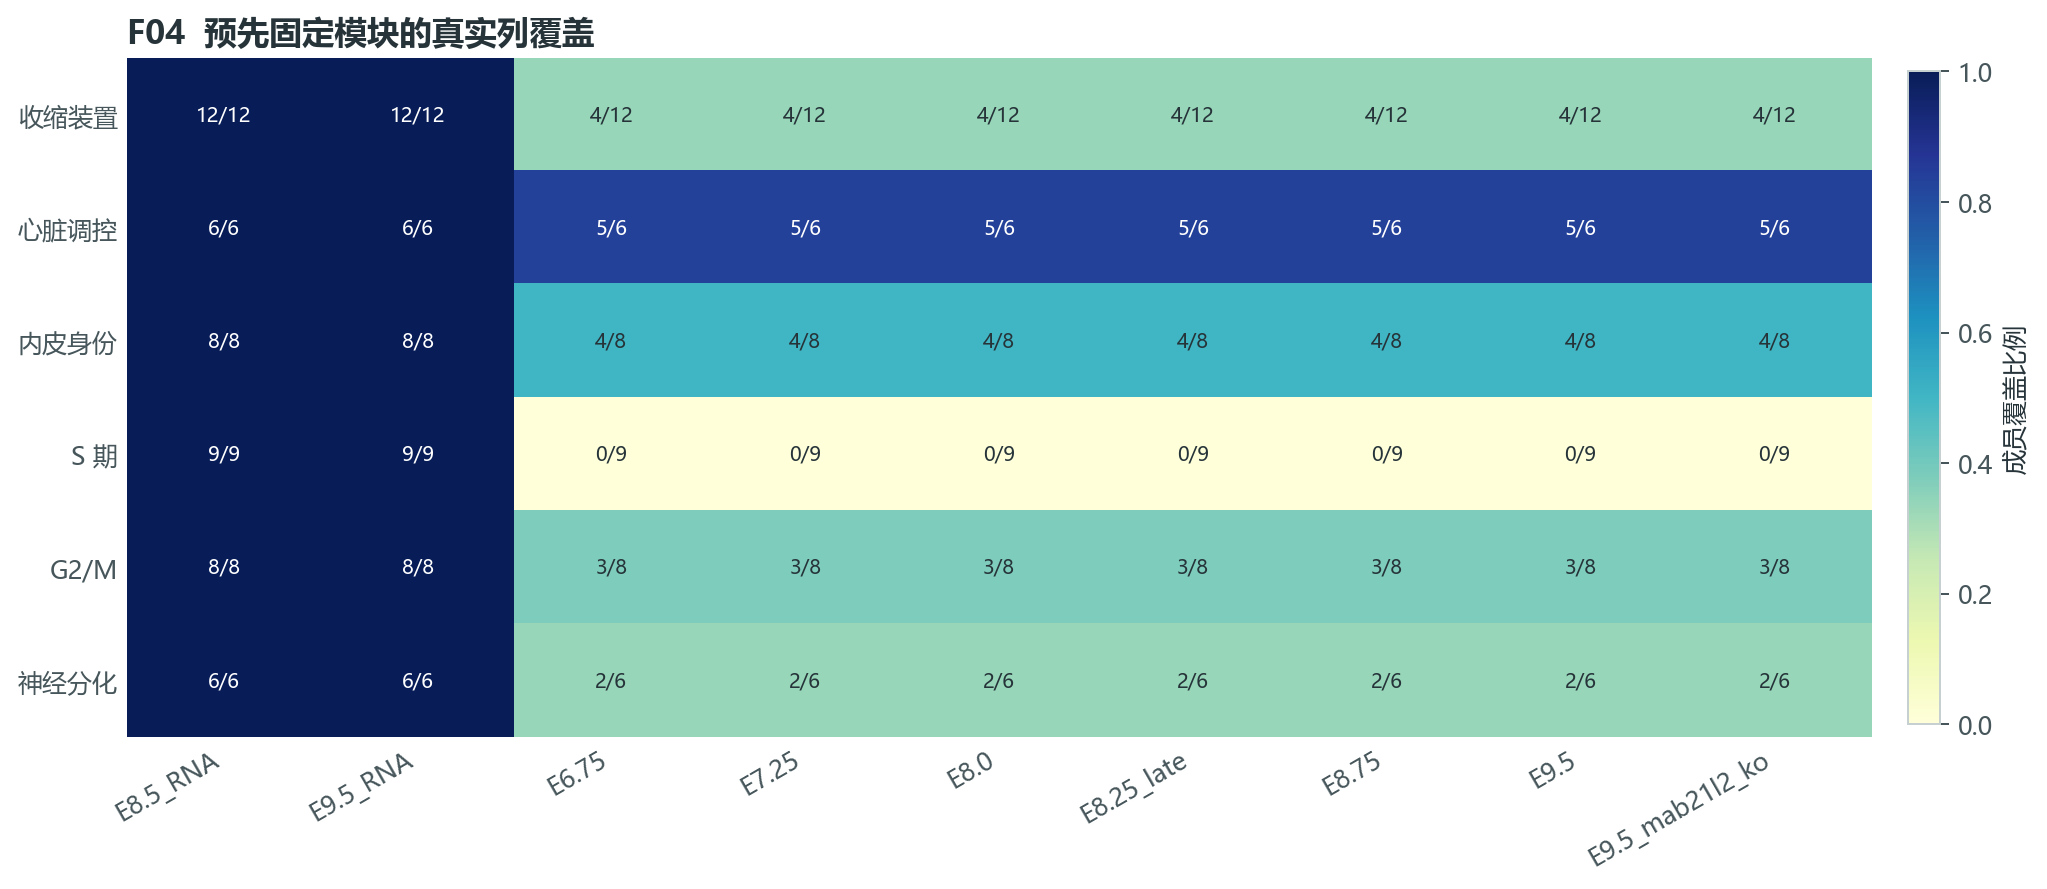 F04 预先固定模块的真实列覆盖
收缩装置 12/12 12/12 4/12 4/12 4/12 4/12 4/12 4/12 4/12
心脏调控 6/6 6/6 5/6 5/6 5/6 5/6 5/6 5/6 5/6
内皮身份 8/8 8/8 4/8 4/8 4/8 4/8 4/8 4/8 4/8
S 期 9/9 9/9 0/9 0/9 0/9 0/9 0/9 0/9 0/9
G2/M 8/8 8/8 3/8 3/8 3/8 3/8 3/8 3/8 3/8
神经分化 6/6 6/6 2/6 2/6 2/6 2/6 2/6 2/6 2/6
E8.5_RNA E9.5_RNA E6.75 E7.25 E8.0 E8.25_late E8.75 E9.5 E9.5_mab21l2_ko
1.0
0.8
0.6
0.4
0.2
0.0
成员覆盖比例